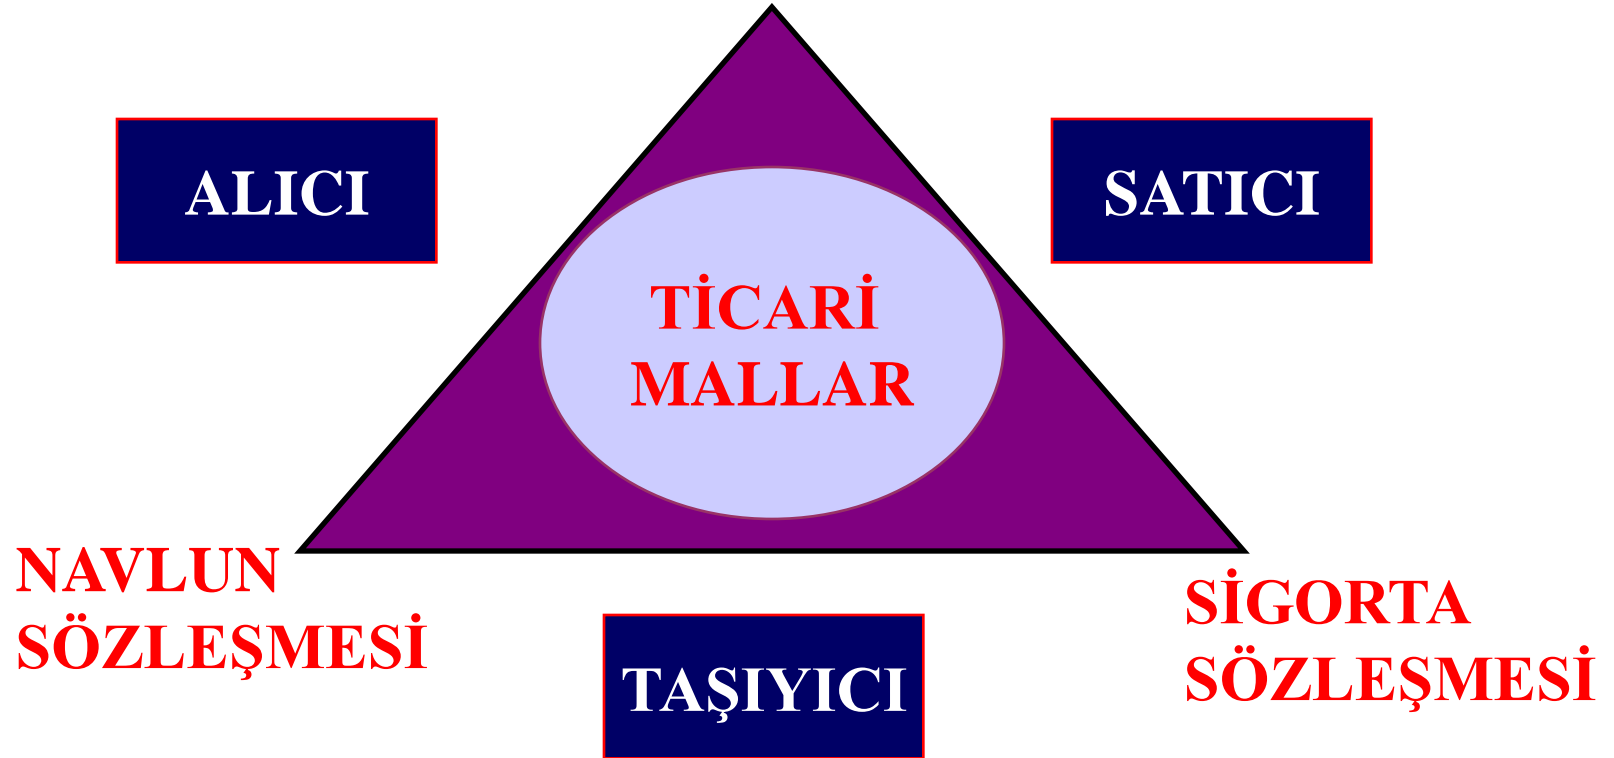 ALICI
SATICI
TİCARİ
MALLAR
NAVLUN
SÖZLEŞMESİ
SİGORTA
SÖZLEŞMESİ
TAŞIYICI